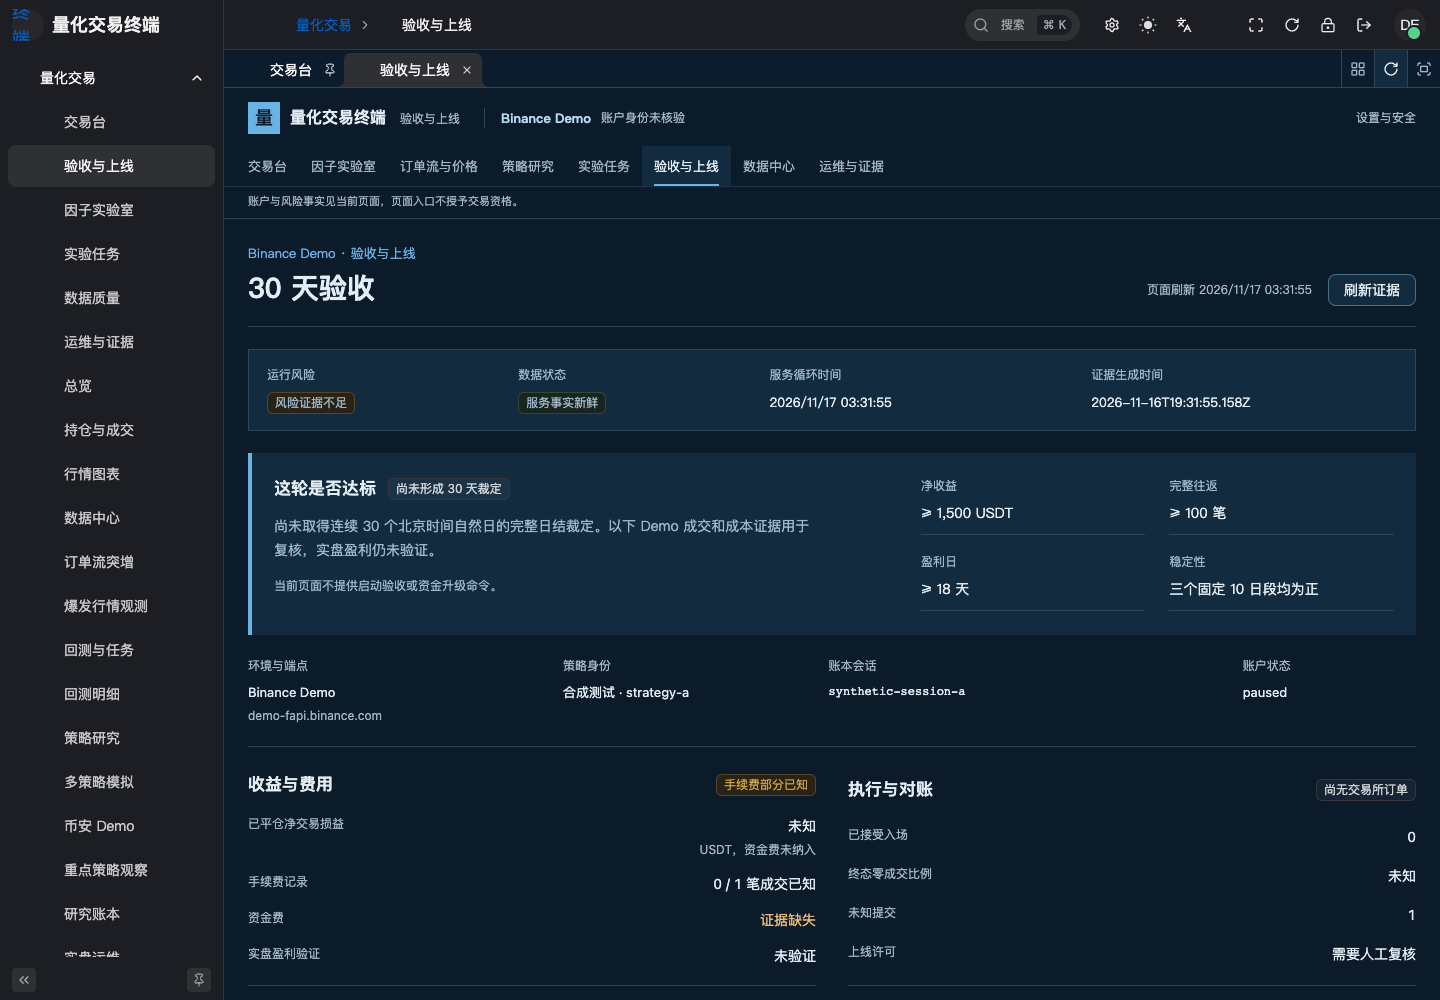 终端
量化交易终端
量化交易
验收与上线
搜索
⌘ K
DE
量化交易
交易台
验收与上线
因子实验室
实验任务
数据质量
运维与证据
总览
持仓与成交
行情图表
数据中心
订单流突增
爆发行情观测
回测与任务
回测明细
策略研究
多策略模拟
币安 Demo
重点策略观察
研究账本
实盘运维
交易台
验收与上线
量
量化交易终端
验收与上线
Binance Demo
账户身份未核验
设置与安全
交易台
因子实验室
订单流与价格
策略研究
实验任务
验收与上线
数据中心
运维与证据
账户与风险事实见当前页面，页面入口不授予交易资格。
Binance Demo · 验收与上线
30 天验收
页面刷新 2026/11/17 03:31:55
刷新证据
运行风险
风险证据不足
数据状态
服务事实新鲜
服务循环时间
2026/11/17 03:31:55
证据生成时间
2026-11-16T19:31:55.158Z
这轮是否达标
尚未形成 30 天裁定
尚未取得连续 30 个北京时间自然日的完整日结裁定。以下 Demo 成交和成本证据用于
复核，实盘盈利仍未验证。
当前页面不提供启动验收或资金升级命令。
净收益
≥ 1,500 USDT
完整往返
≥ 100 笔
盈利日
≥ 18 天
稳定性
三个固定 10 日段均为正
环境与端点
Binance Demo
demo-fapi.binance.com
策略身份
合成测试 · strategy-a
账本会话
synthetic-session-a
账户状态
paused
收益与费用
手续费部分已知
已平仓净交易损益
未知
USDT，资金费未纳入
手续费记录
0 / 1 笔成交已知
资金费
证据缺失
实盘盈利验证
未验证
执行与对账
尚无交易所订单
已接受入场
0
终态零成交比例
未知
未知提交
1
上线许可
需要人工复核